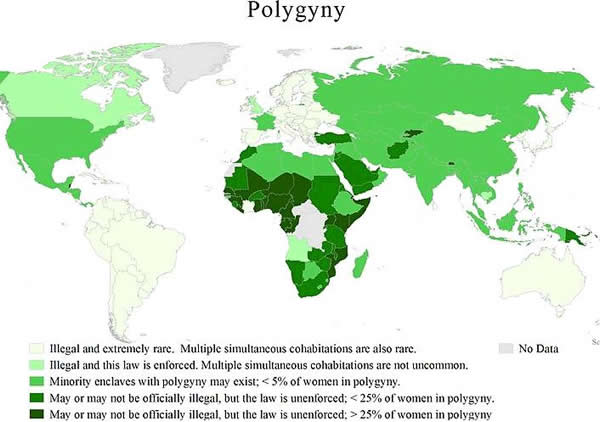 Polygyny
Illegal and extremely rare. Multiple simultaneous cohabitations are also rare.
No Data
Illegal and this law is enforced. Multiple simultaneous cohabitations are not uncommon.
Minority enclaves with polygyny may exist; < 5% of women in polygyny.
May or may not be officially illegal, but the law is unenforced; < 25% of women in polygyny.
May or may not be officially illegal, but the law is unenforced; > 25% of women in polygyny